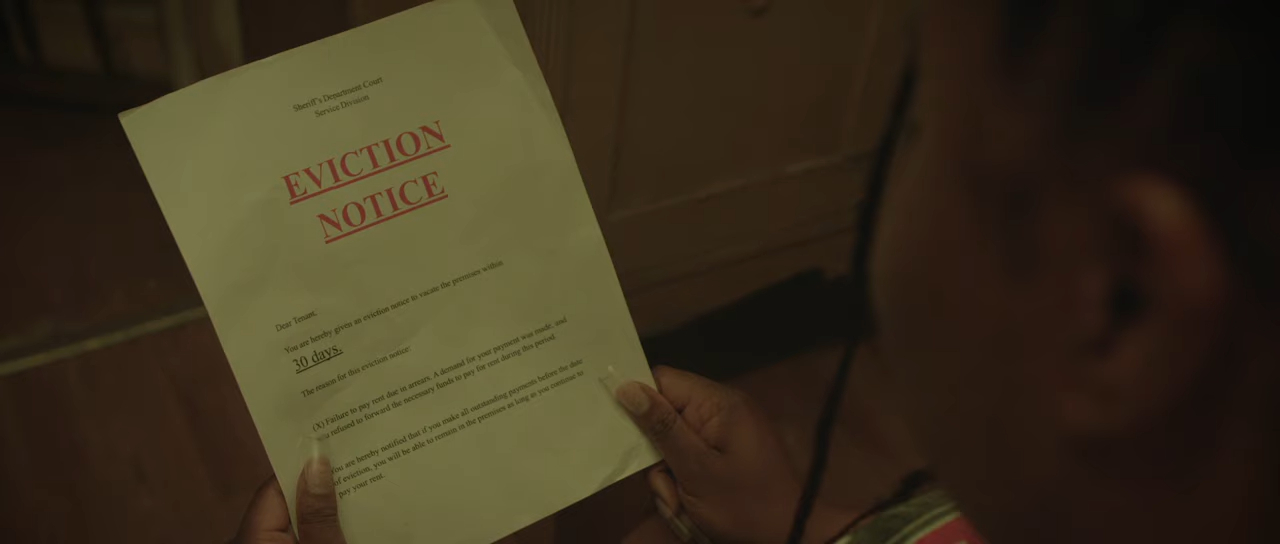 Sheriff's Department Court
Service Division
EVICTION
NOTICE
Dear Tenant:
You are hereby given an eviction notice to vacate the premises within
30 days.
The reason for this eviction notice:
(X) Failure to pay rent due in arrears. A demand for your payment was made, and
refused to forward the necessary funds to pay for rent during this period
You are hereby notified that if you make all outstanding payments before the date
of eviction, you will be able to remain in the premises as long as you continue to
pay your rent.